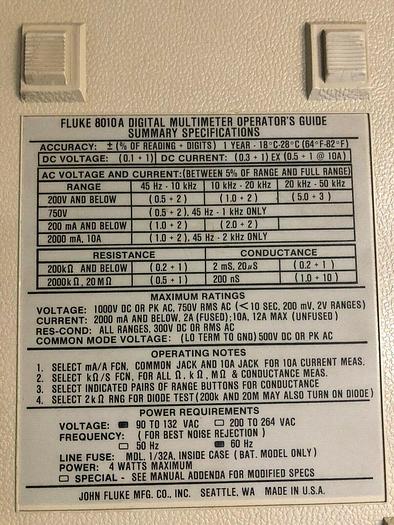 FLUKE 8010A DIGITAL MULTIMETER OPERATOR'S GUIDE
SUMMARY SPECIFICATIONS
ACCURACY: ± (% OF READING + DIGITS) 1 YEAR - 18°C-28°C (64°F-82°F)
DC VOLTAGE: (0.1 + 1) DC CURRENT: (0.3 + 1) EX (0.5 + 1 @ 10A)
AC VOLTAGE AND CURRENT:(BETWEEN 5% OF RANGE AND FULL RANGE)
RANGE 45 Hz - 10 kHz 10 kHz - 20 kHz 20 kHz - 50 kHz
200V AND BELOW (0.5 + 2) (1.0 + 2) (5.0 + 3)
750V (0.5 + 2), 45 Hz - 1 kHz ONLY
200 mA AND BELOW (1.0 + 2) (2.0 + 2)
2000 mA, 10A (1.0 + 2), 45 Hz - 2 kHz ONLY
RESISTANCE CONDUCTANCE
200kΩ AND BELOW (0.2 + 1) 2 mS, 20µS (0.2 + 1)
2000kΩ, 20MΩ (0.5 + 1) 200 nS (1.0 + 10)
MAXIMUM RATINGS
VOLTAGE: 1000V DC OR PK AC, 750V RMS AC (< 10 SEC, 200 mV, 2V RANGES)
CURRENT: 2000 mA AND BELOW, 2A (FUSED);10A, 12A MAX (UNFUSED)
RES-COND: ALL RANGES, 300V DC OR RMS AC
COMMON MODE VOLTAGE: (LO TERM TO GND) 500V DC OR PK AC
OPERATING NOTES
1. SELECT mA/A FCN, COMMON JACK AND 10A JACK FOR 10A CURRENT MEAS.
2. SELECT kΩ/S FCN, FOR ALL Ω, kΩ, MΩ & CONDUCTANCE MEAS.
3. SELECT INDICATED PAIRS OF RANGE BUTTONS FOR CONDUCTANCE
4. SELECT 2kΩ RNG FOR DIODE TEST (200k AND 20M MAY ALSO TURN ON DIODE)
POWER REQUIREMENTS
VOLTAGE: ■ 90 TO 132 VAC □ 200 TO 264 VAC
FREQUENCY: (FOR BEST NOISE REJECTION)
□ 50 Hz ■ 60 Hz
LINE FUSE: MDL. 1/32A, INSIDE CASE (BAT. MODEL ONLY)
POWER: 4 WATTS MAXIMUM
□ SPECIAL - SEE MANUAL ADDENDA FOR MODIFIED SPECS
JOHN FLUKE MFG. CO., INC. SEATTLE, WA MADE IN U.S.A.